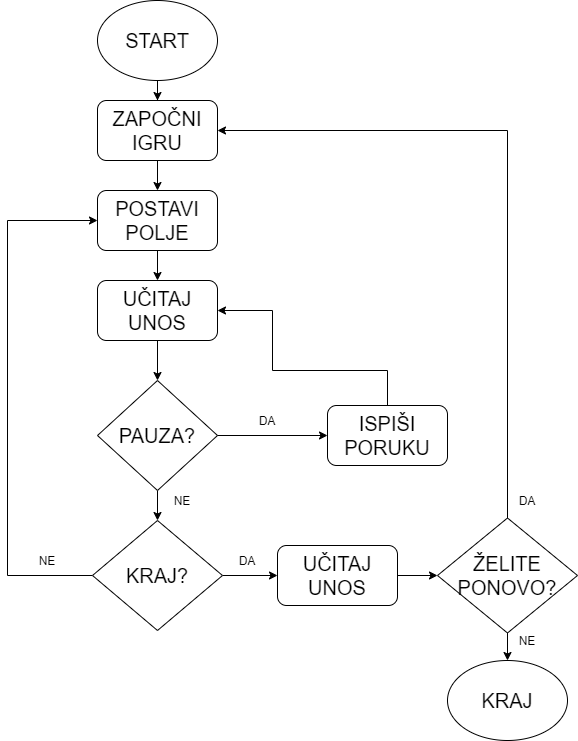 START
ZAPOČNI
IGRU
POSTAVI
POLJE
UČITAJ
UNOS
PAUZA?
DA
ISPIŠI
PORUKU
NE
KRAJ?
NE
DA
UČITAJ
UNOS
ŽELITE
PONOVO?
DA
NE
KRAJ